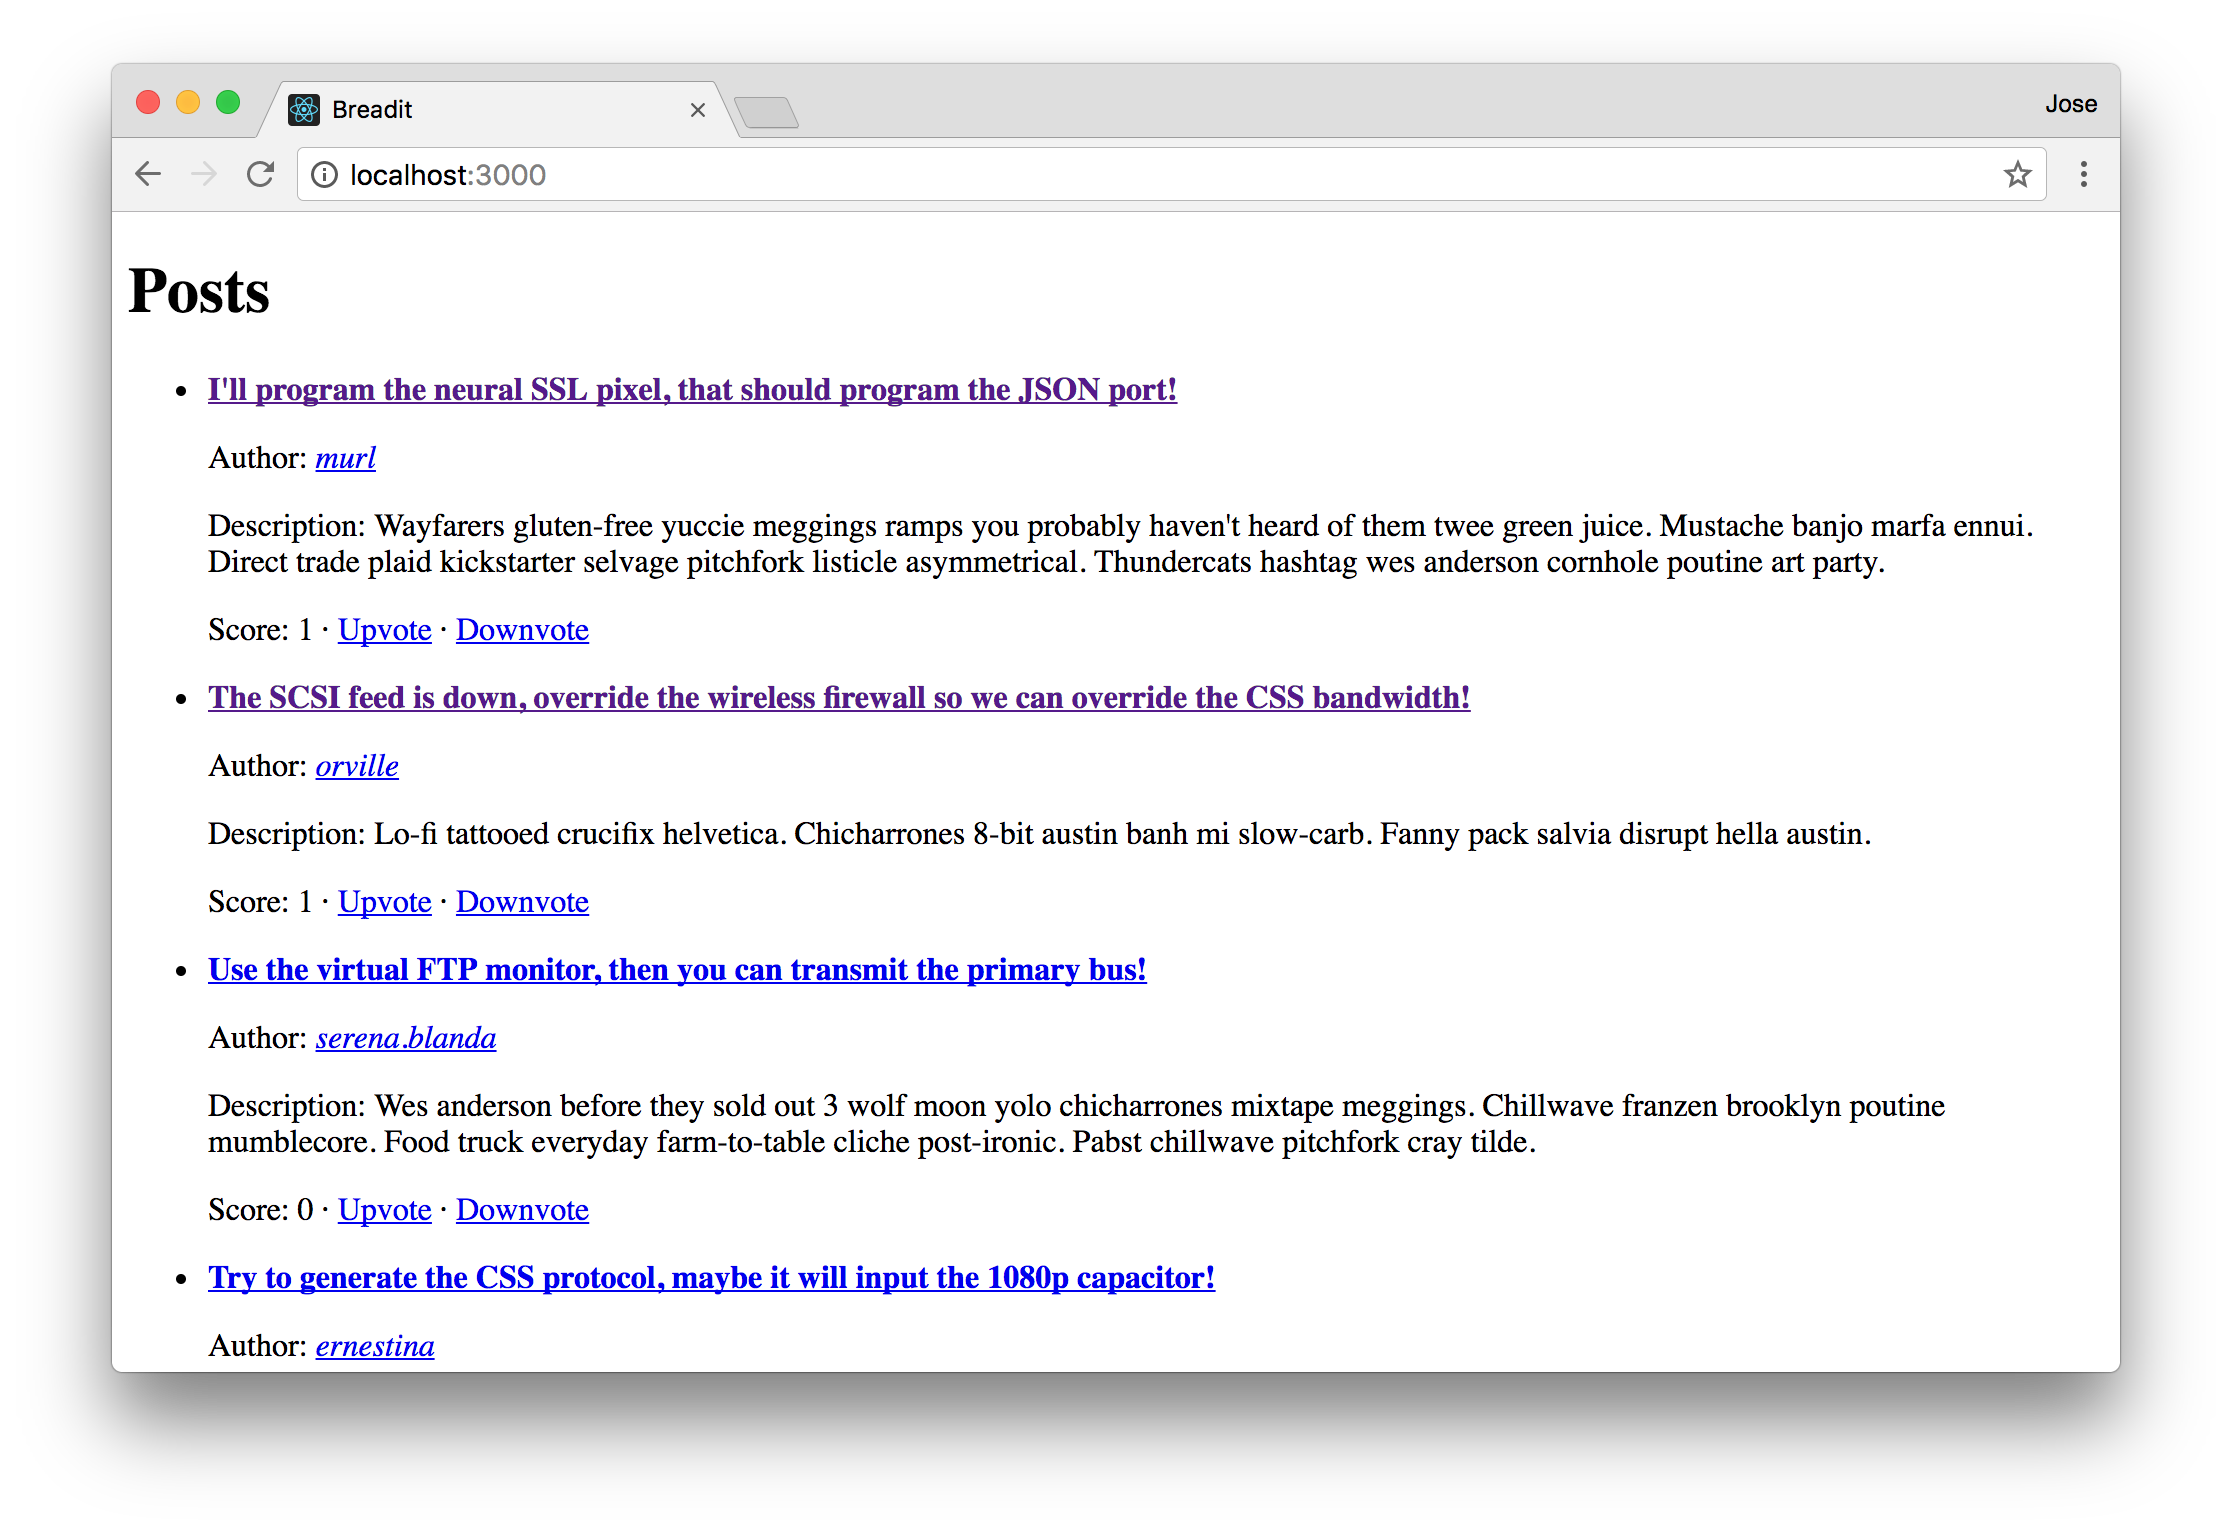 Breadit
Jose
localhost:3000
Posts
I'll program the neural SSL pixel, that should program the JSON port!
Author: murl
Description: Wayfarers gluten-free yuccie meggings ramps you probably haven't heard of them twee green juice. Mustache banjo marfa ennui.
Direct trade plaid kickstarter selvage pitchfork listicle asymmetrical. Thundercats hashtag wes anderson cornhole poutine art party.
Score: 1 · Upvote · Downvote
The SCSI feed is down, override the wireless firewall so we can override the CSS bandwidth!
Author: orville
Description: Lo-fi tattooed crucifix helvetica. Chicharrones 8-bit austin banh mi slow-carb. Fanny pack salvia disrupt hella austin.
Score: 1 · Upvote · Downvote
Use the virtual FTP monitor, then you can transmit the primary bus!
Author: serena.blanda
Description: Wes anderson before they sold out 3 wolf moon yolo chicharrones mixtape meggings. Chillwave franzen brooklyn poutine
mumblecore. Food truck everyday farm-to-table cliche post-ironic. Pabst chillwave pitchfork cray tilde.
Score: 0 · Upvote · Downvote
Try to generate the CSS protocol, maybe it will input the 1080p capacitor!
Author: ernestina